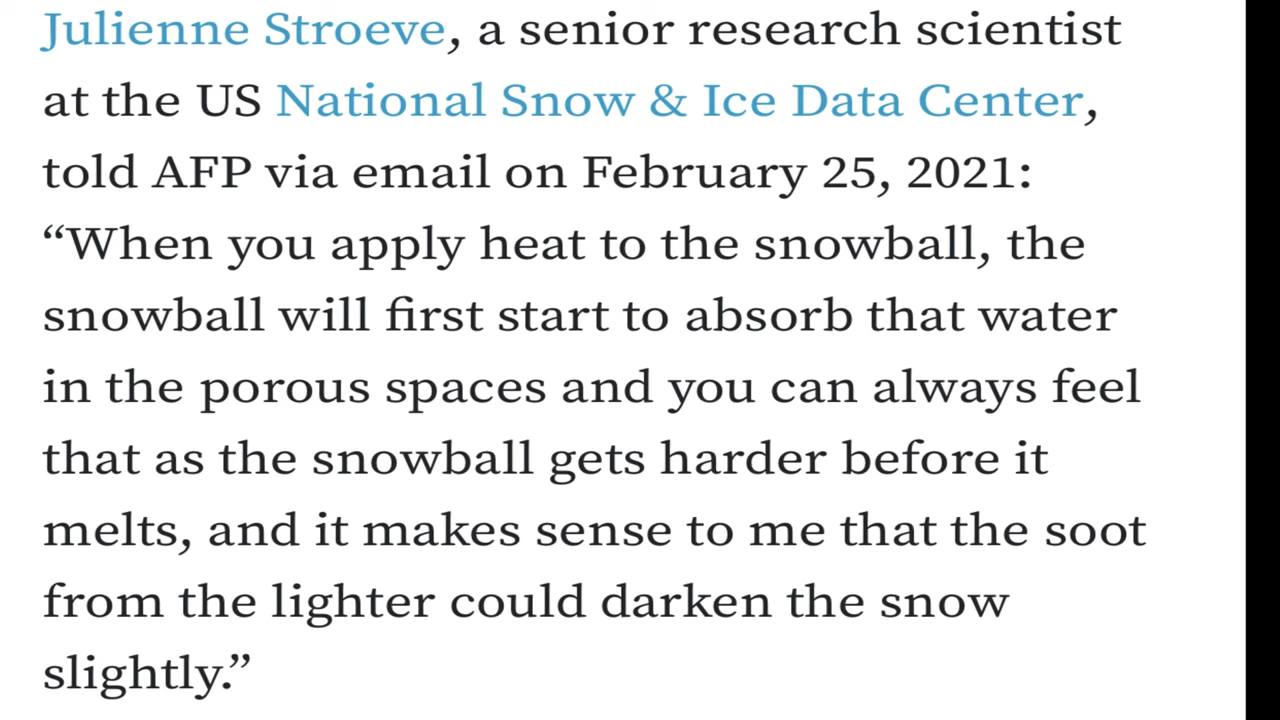 Julienne Stroeve, a senior research scientist
at the US National Snow & Ice Data Center,
told AFP via email on February 25, 2021:
“When you apply heat to the snowball, the
snowball will first start to absorb that water
in the porous spaces and you can always feel
that as the snowball gets harder before it
melts, and it makes sense to me that the soot
from the lighter could darken the snow
slightly.”